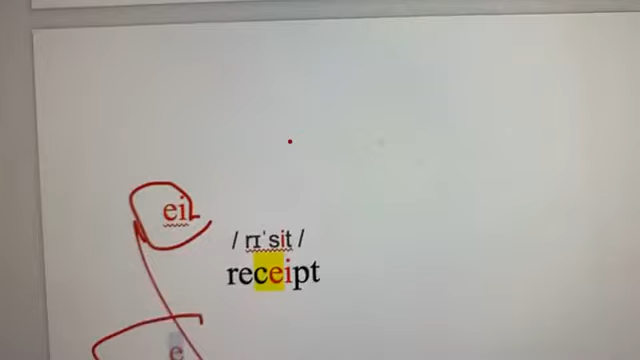 ei
/ rɪˈsit /
receipt
e